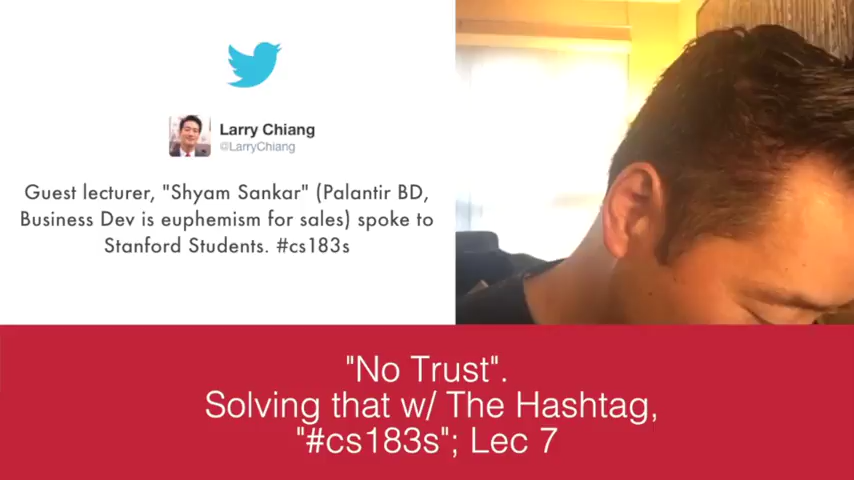 Larry Chiang
@LarryChiang
Guest lecturer, "Shyam Sankar" (Palantir BD,
Business Dev is euphemism for sales) spoke to
Stanford Students. #cs183s
"No Trust".
Solving that w/ The Hashtag,
"#cs183s"; Lec 7